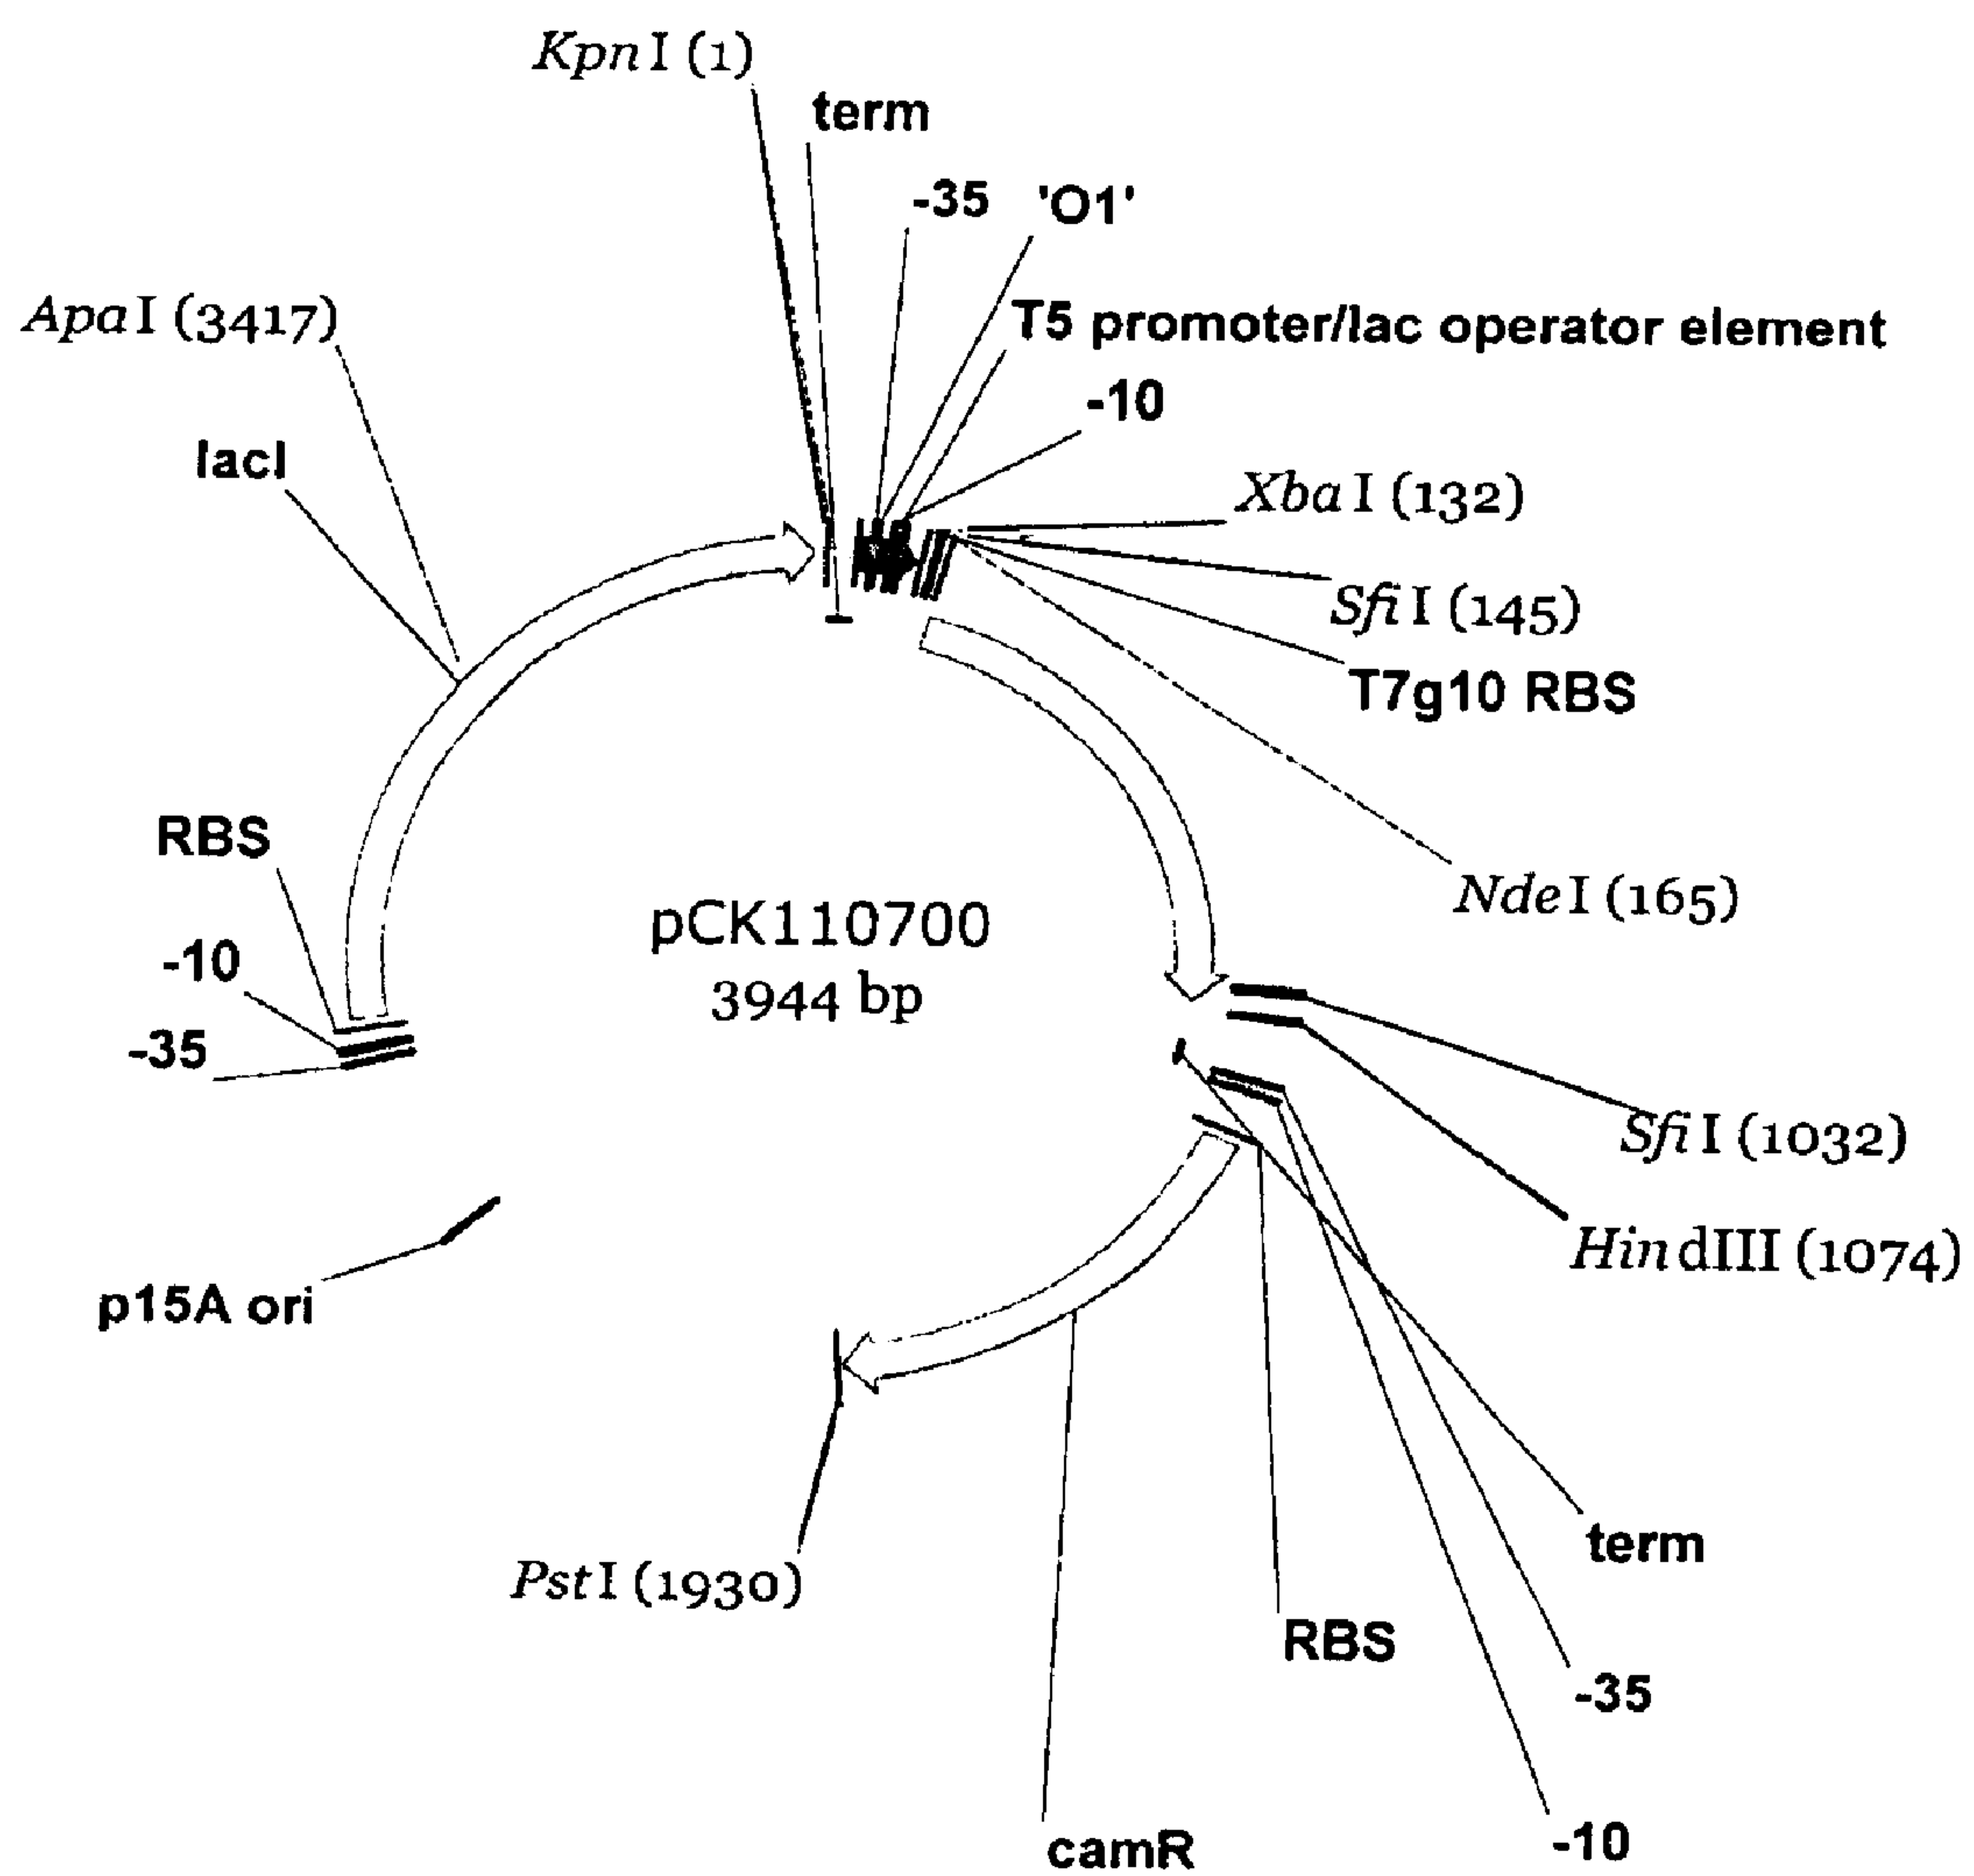 KpnI (1)
term
-35
'O1'
ApaI (3417)
T5 promoter/lac operator element
-10
lacI
XbaI (132)
SfiI (145)
T7g10 RBS
RBS
NdeI (165)
pCK110700
3944 bp
-10
-35
SfiI (1032)
HindIII (1074)
p15A ori
term
PstI (1930)
RBS
-35
-10
camR